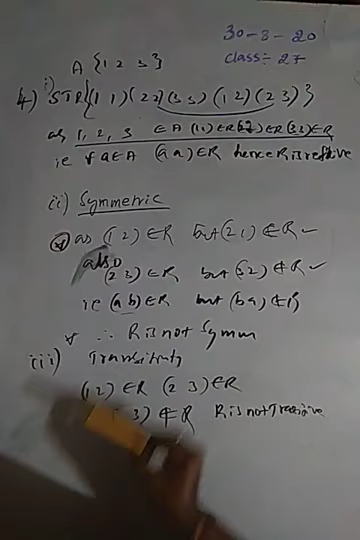 30-8-20
class:- 27
A {1 2 3}
4) i) STR{(1 1)(2 2)(3 3)(1 2)(2 3)}
as 1, 2, 3 ∈ A (1 1)∈R (2 2)∈R (3 3)∈R
ie ∀ a∈A (a a)∈R hence R is reflxive
(ii) Symmetric
as (1 2)∈R but (2 1)∉R ✓
also
(2 3)∈R but (3 2)∉R ✓
ie (a b)∈R but (b a)∉R
∴ R is not Symm
(iii) Transitivity
(1 2)∈R (2 3)∈R
3)∉R R is not